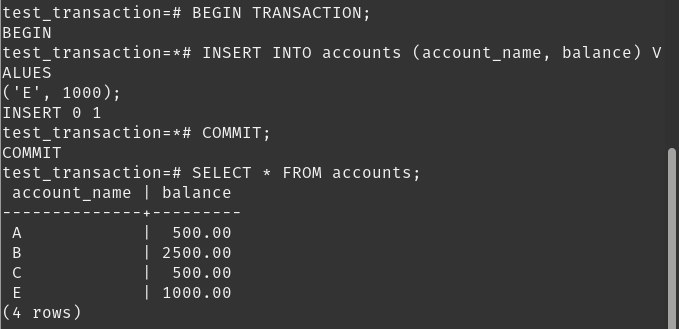 test_transaction=# BEGIN TRANSACTION;
BEGIN
test_transaction=*# INSERT INTO accounts (account_name, balance) V
ALUES
('E', 1000);
INSERT 0 1
test_transaction=*# COMMIT;
COMMIT
test_transaction=# SELECT * FROM accounts;
 account_name | balance
--------------+---------
 A            |  500.00
 B            | 2500.00
 C            |  500.00
 E            | 1000.00
(4 rows)